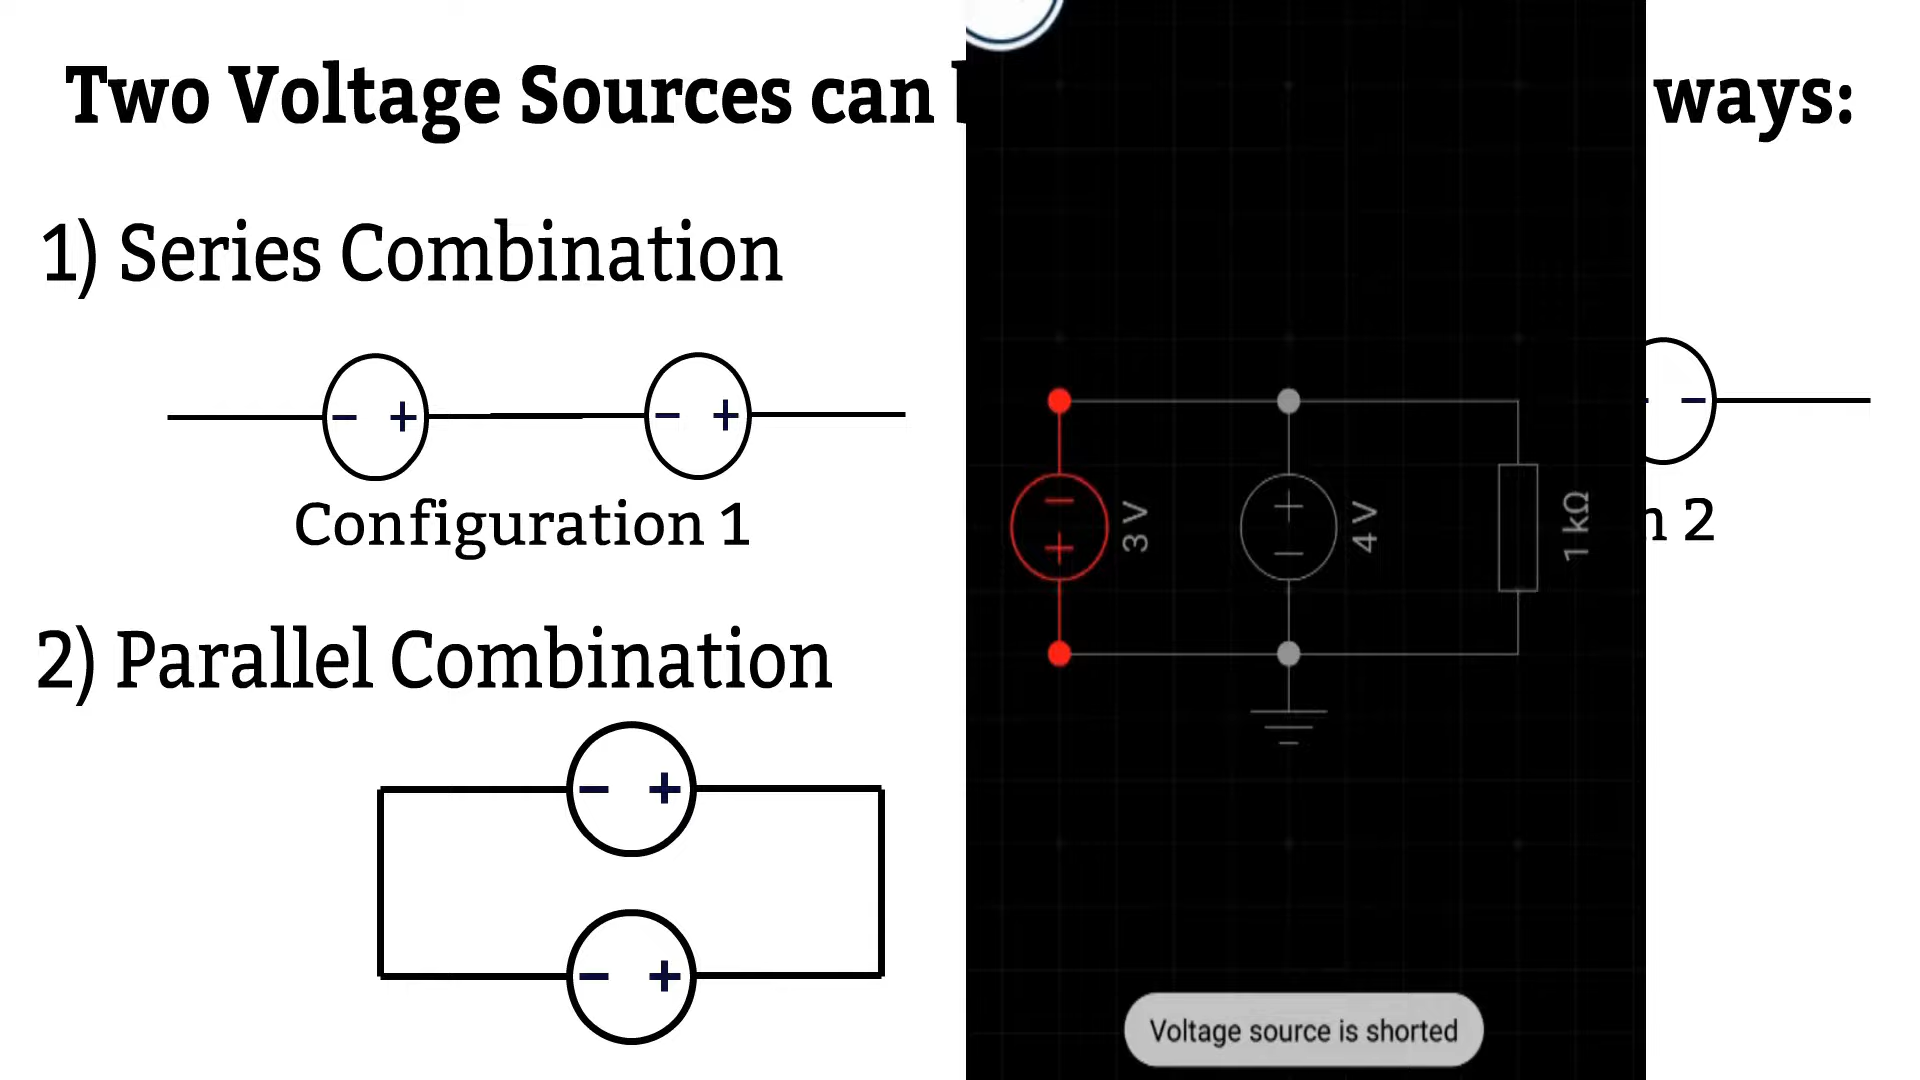 Two Voltage Sources can
ways:
1) Series Combination
- + - +
Configuration 1
-
2
2) Parallel Combination
- +
- +
- + 3 V
+ - 4 V
1 kΩ
Voltage source is shorted